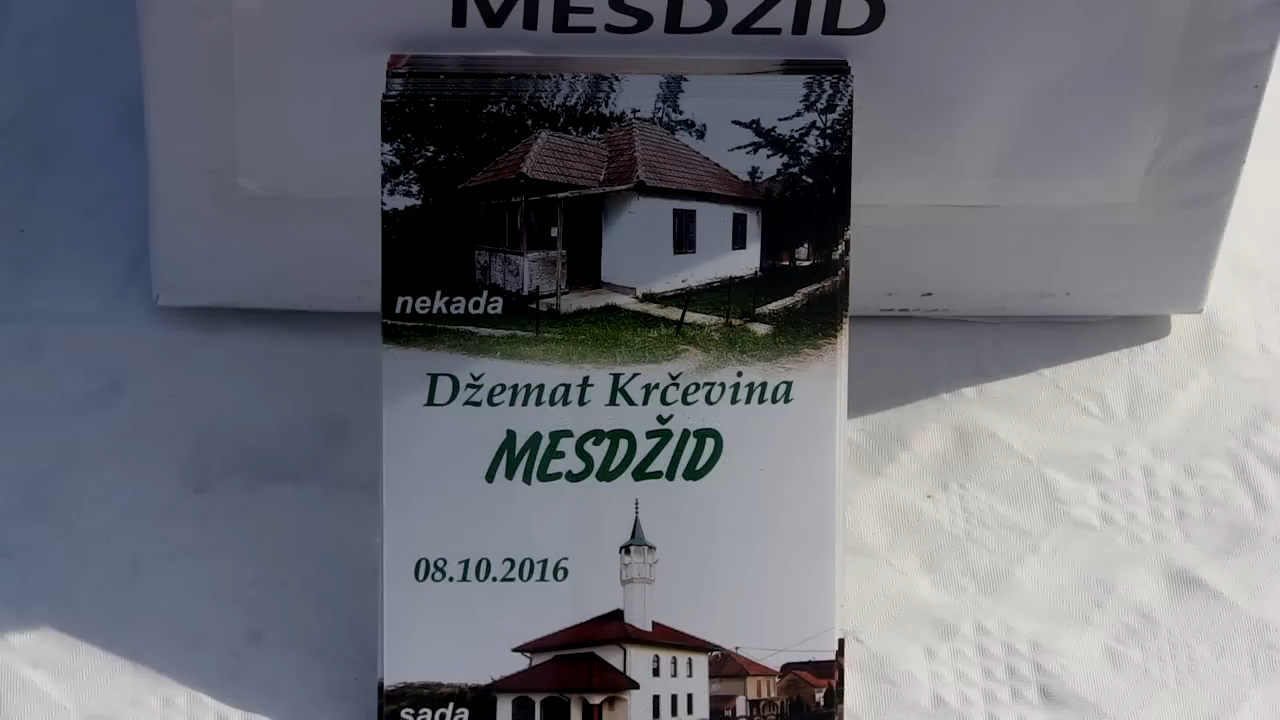 MESDŽID
nekada
Džemat Krčevina
MESDŽID
08.10.2016
sada